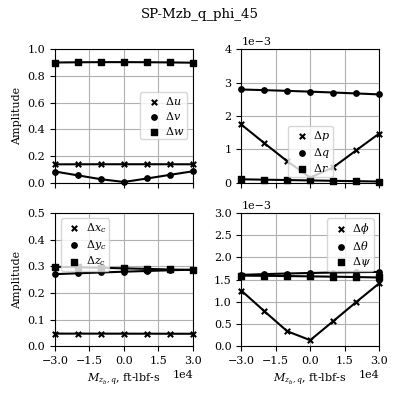 SP-Mzb_q_phi_45
1e−3
Amplitude
1.0
0.8
0.6
0.4
0.2
0.0
Δu
Δv
Δw
4
3
2
1
0
Δp
Δq
Δr
1e−3
Amplitude
0.5
0.4
0.3
0.2
0.1
0.0
Δx_c
Δy_c
Δz_c
3.0
2.5
2.0
1.5
1.0
0.5
0.0
Δϕ
Δθ
Δψ
−3.0 −1.5 0.0 1.5 3.0
−3.0 −1.5 0.0 1.5 3.0
1e4
1e4
M_{z_b,q}, ft-lbf-s
M_{z_b,q}, ft-lbf-s